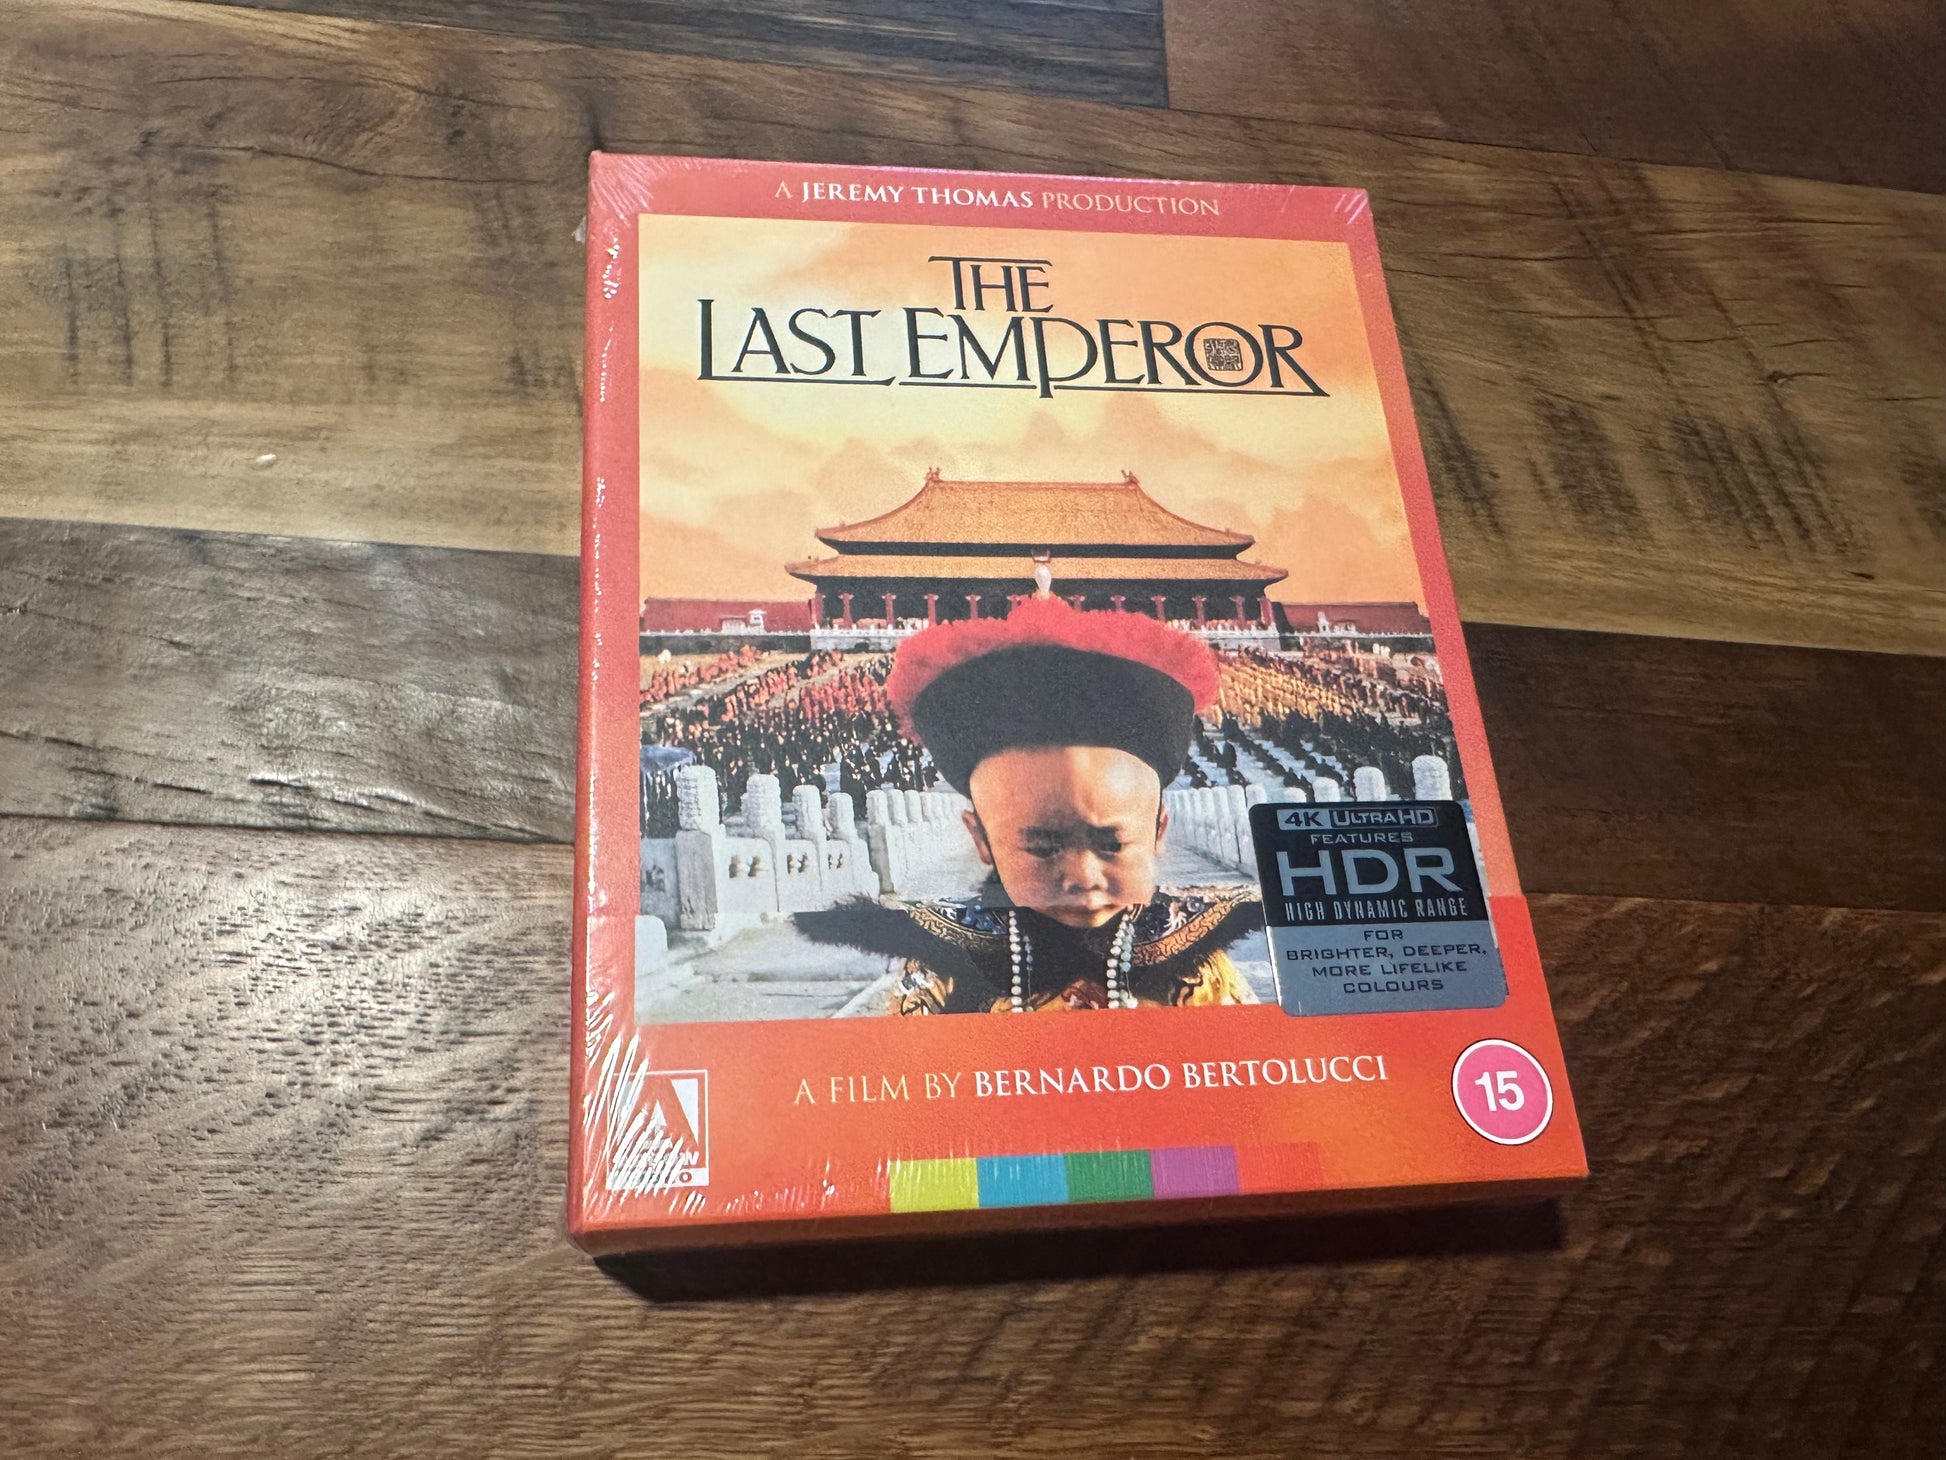 A JEREMY THOMAS PRODUCTION
THE
LAST EMPEROR
4K ULTRA HD
FEATURES
HDR
HIGH DYNAMIC RANGE
FOR
BRIGHTER, DEEPER,
MORE LIFELIKE
COLOURS
A FILM BY BERNARDO BERTOLUCCI
15